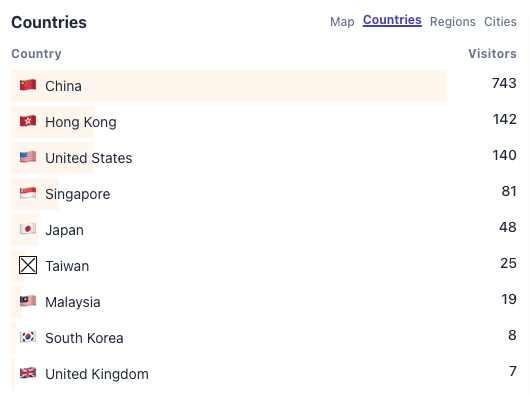 Countries
Map Countries Regions Cities
Country Visitors
China 743
Hong Kong 142
United States 140
Singapore 81
Japan 48
Taiwan 25
Malaysia 19
South Korea 8
United Kingdom 7